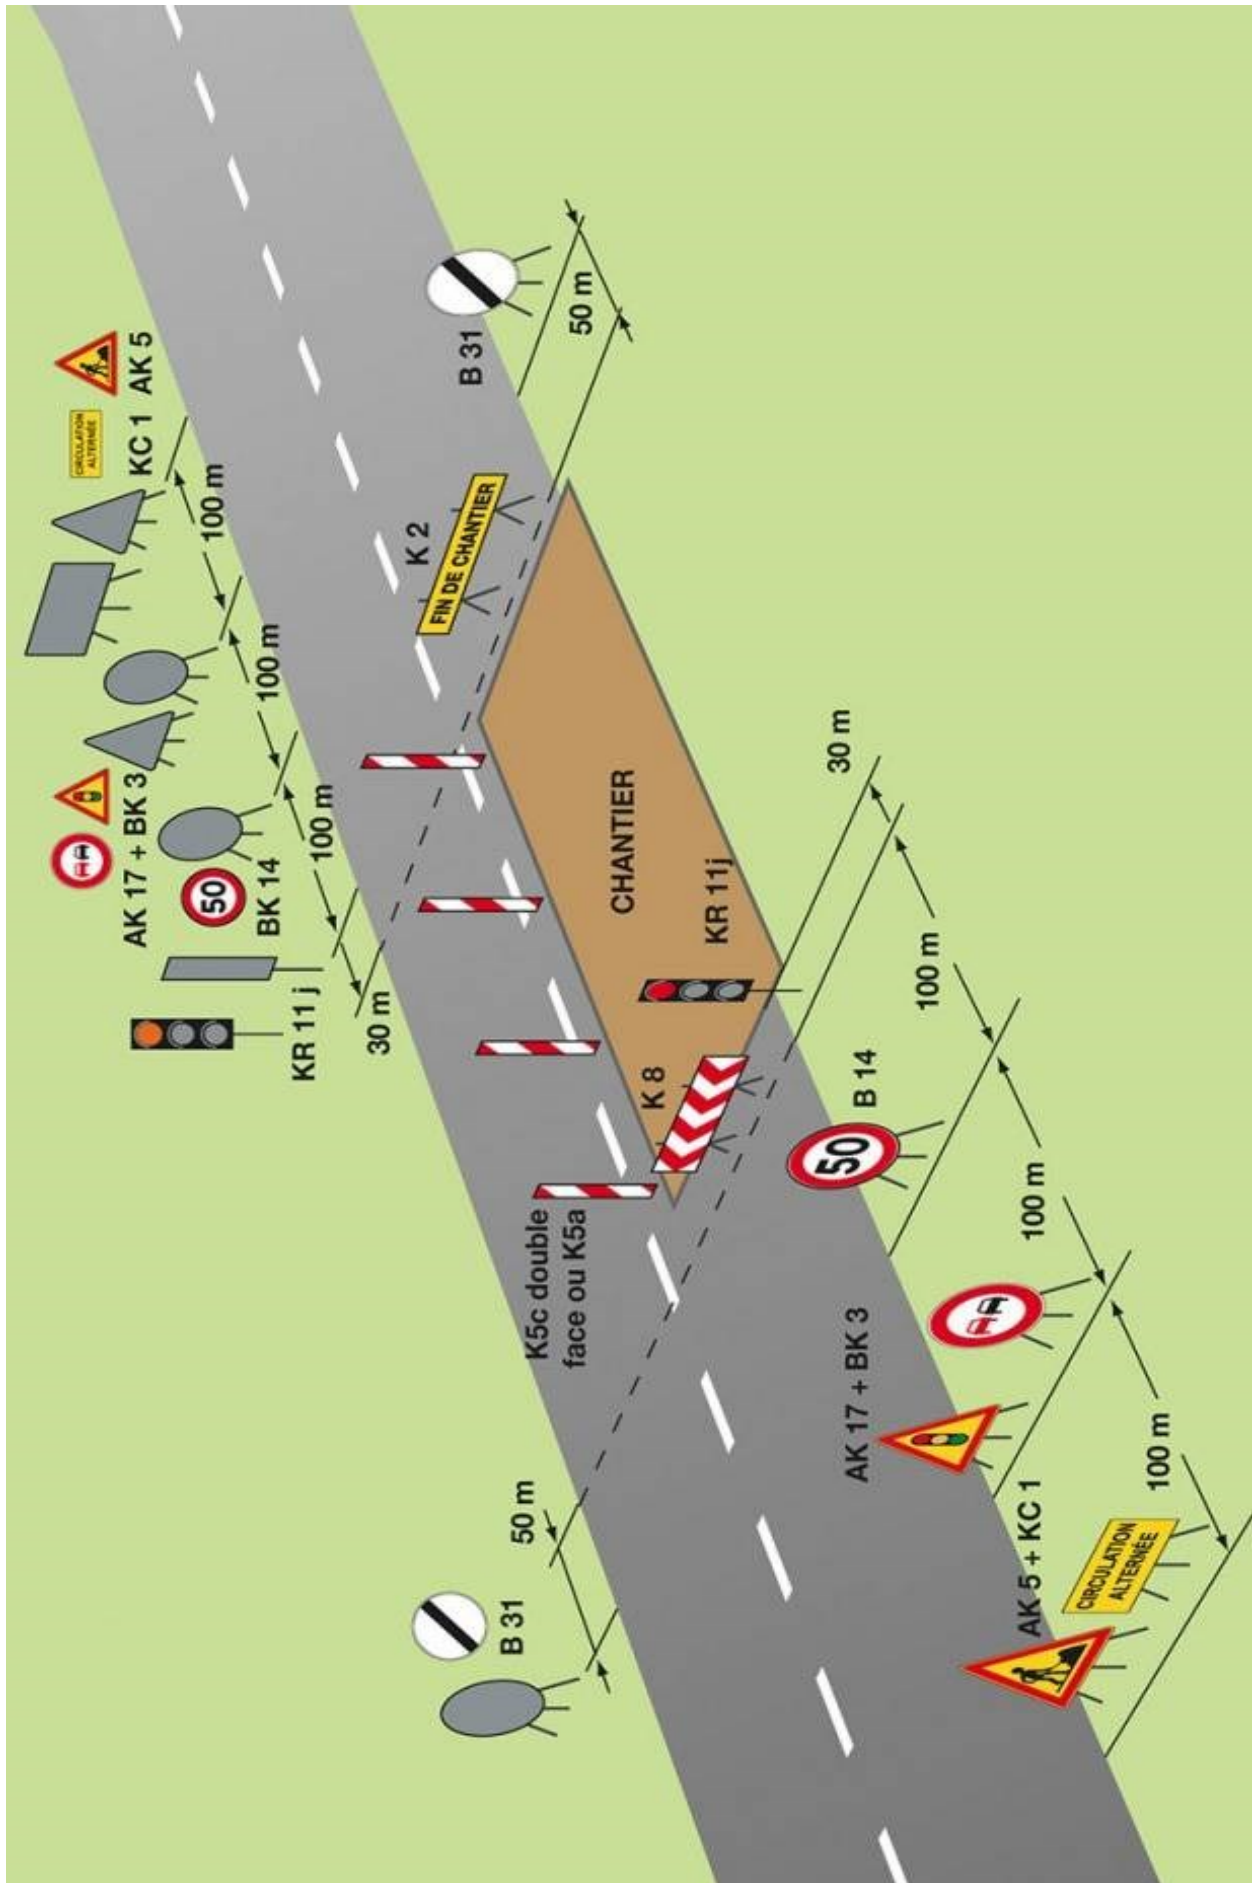 CIRCULATION
ALTERNÉE
KC 1
AK 5
100 m
100 m
AK 17 + BK 3
50
BK 14
100 m
KR 11 j
30 m
B 31
50 m
K 2
FIN DE CHANTIER
CHANTIER
KR 11j
30 m
K 8
K5c double
face ou K5a
100 m
50
B 14
100 m
AK 17 + BK 3
100 m
AK 5 + KC 1
CIRCULATION
ALTERNÉE
50 m
B 31